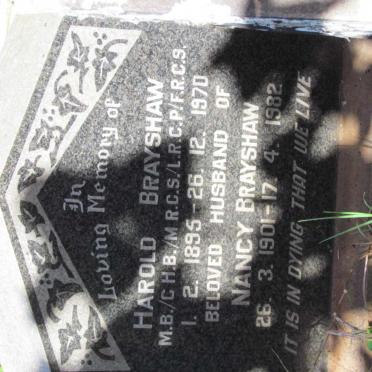 In
Loving Memory of
HAROLD BRAYSHAW
M.B./C.H.B./M.R.C.S./L.R.C.P/F.R.C.S.
1. 2. 1895 - 26. 12. 1970
BELOVED HUSBAND OF
NANCY BRAYSHAW
26. 3. 1901 - 17. 4. 1982
IT IS IN DYING THAT WE LIVE